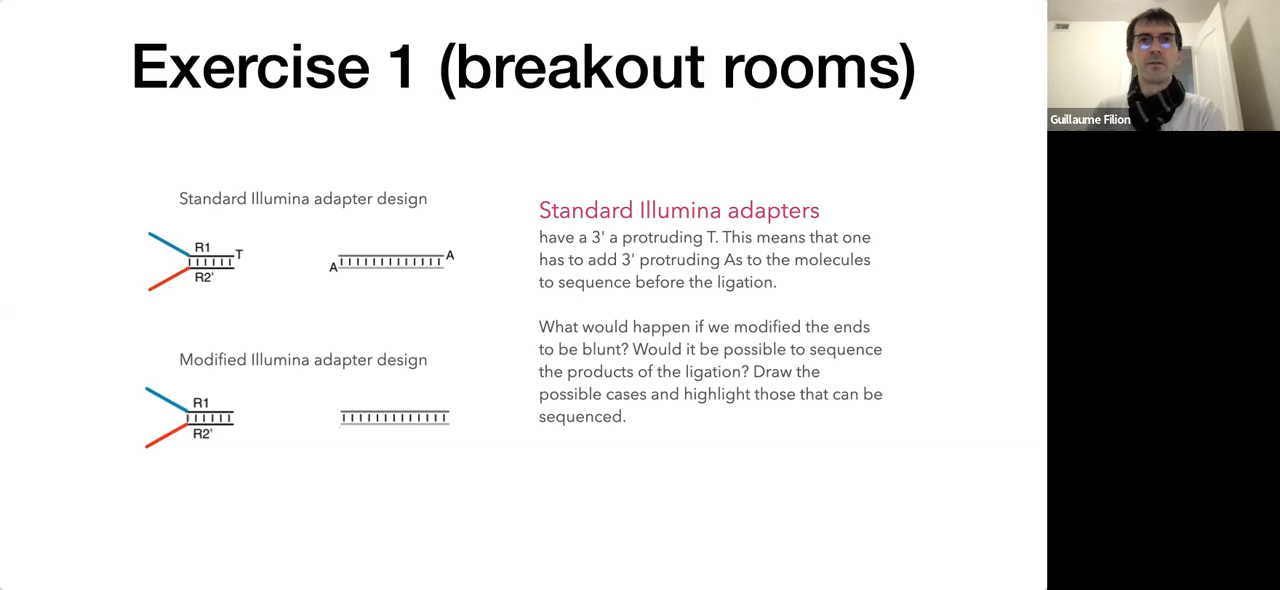 Exercise 1 (breakout rooms)
Guillaume Filion
Standard Illumina adapter design
R1
T
R2'
A
A
Standard Illumina adapters
have a 3' a protruding T. This means that one
has to add 3' protruding As to the molecules
to sequence before the ligation.
What would happen if we modified the ends
to be blunt? Would it be possible to sequence
the products of the ligation? Draw the
possible cases and highlight those that can be
sequenced.
Modified Illumina adapter design
R1
R2'